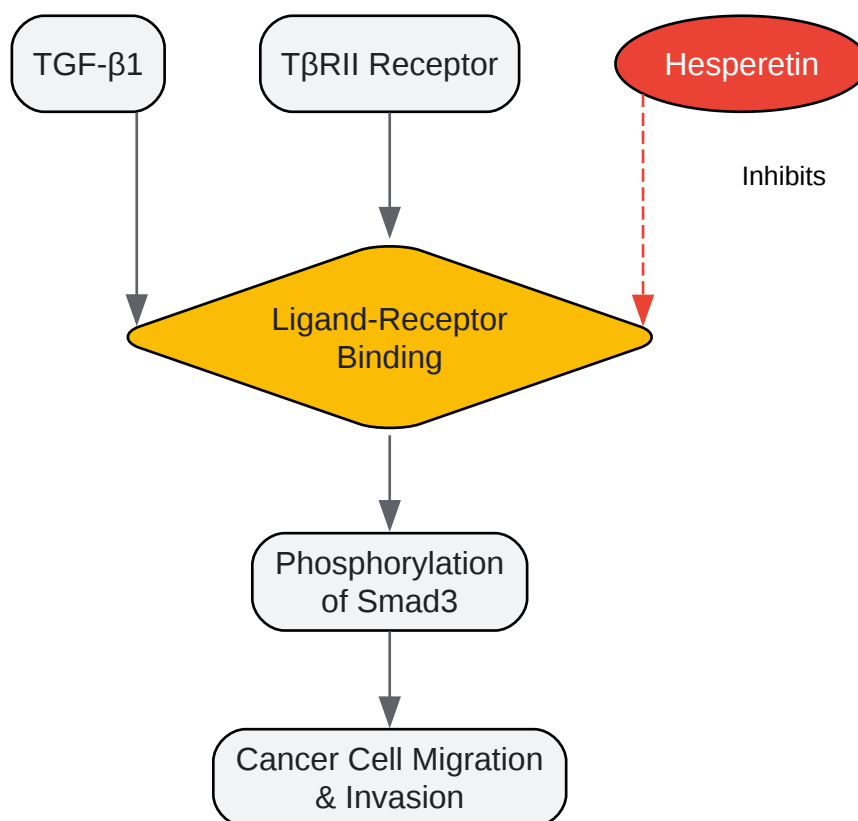 TGF-β1
TβRII Receptor
Hesperetin
Inhibits
Ligand-Receptor
Binding
Phosphorylation
of Smad3
Cancer Cell Migration
& Invasion